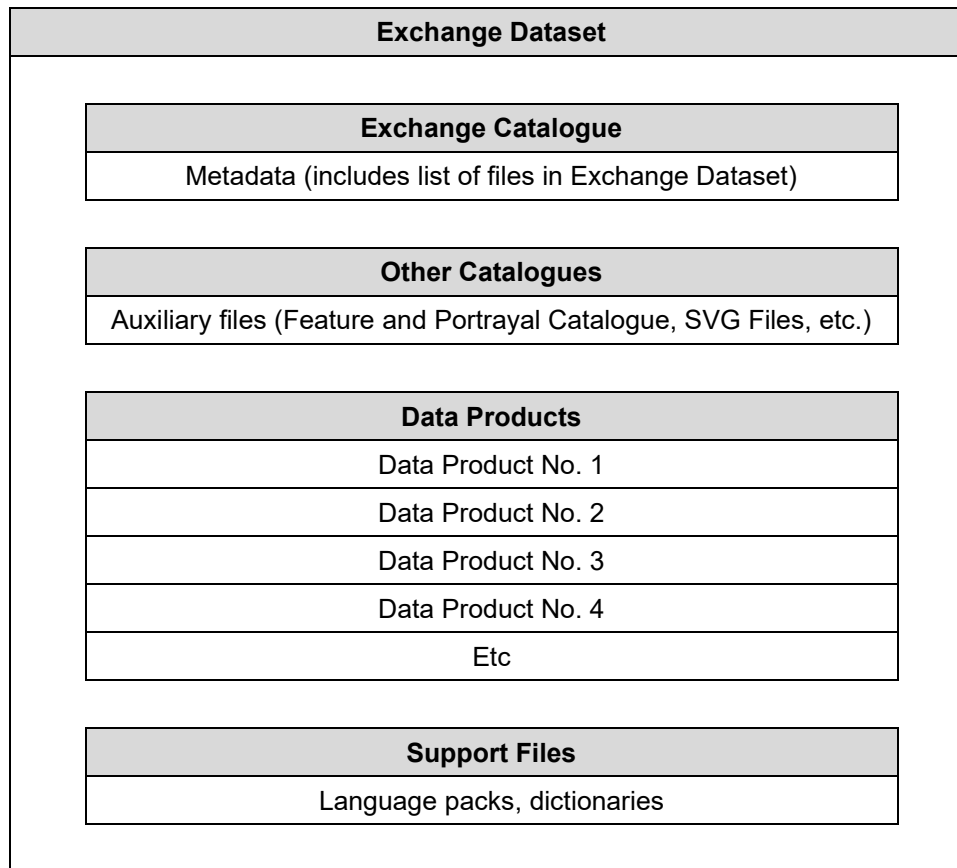 Exchange Dataset
Exchange Catalogue
Metadata (includes list of files in Exchange Dataset)
Other Catalogues
Auxiliary files (Feature and Portrayal Catalogue, SVG Files, etc.)
Data Products
Data Product No. 1
Data Product No. 2
Data Product No. 3
Data Product No. 4
Etc
Support Files
Language packs, dictionaries